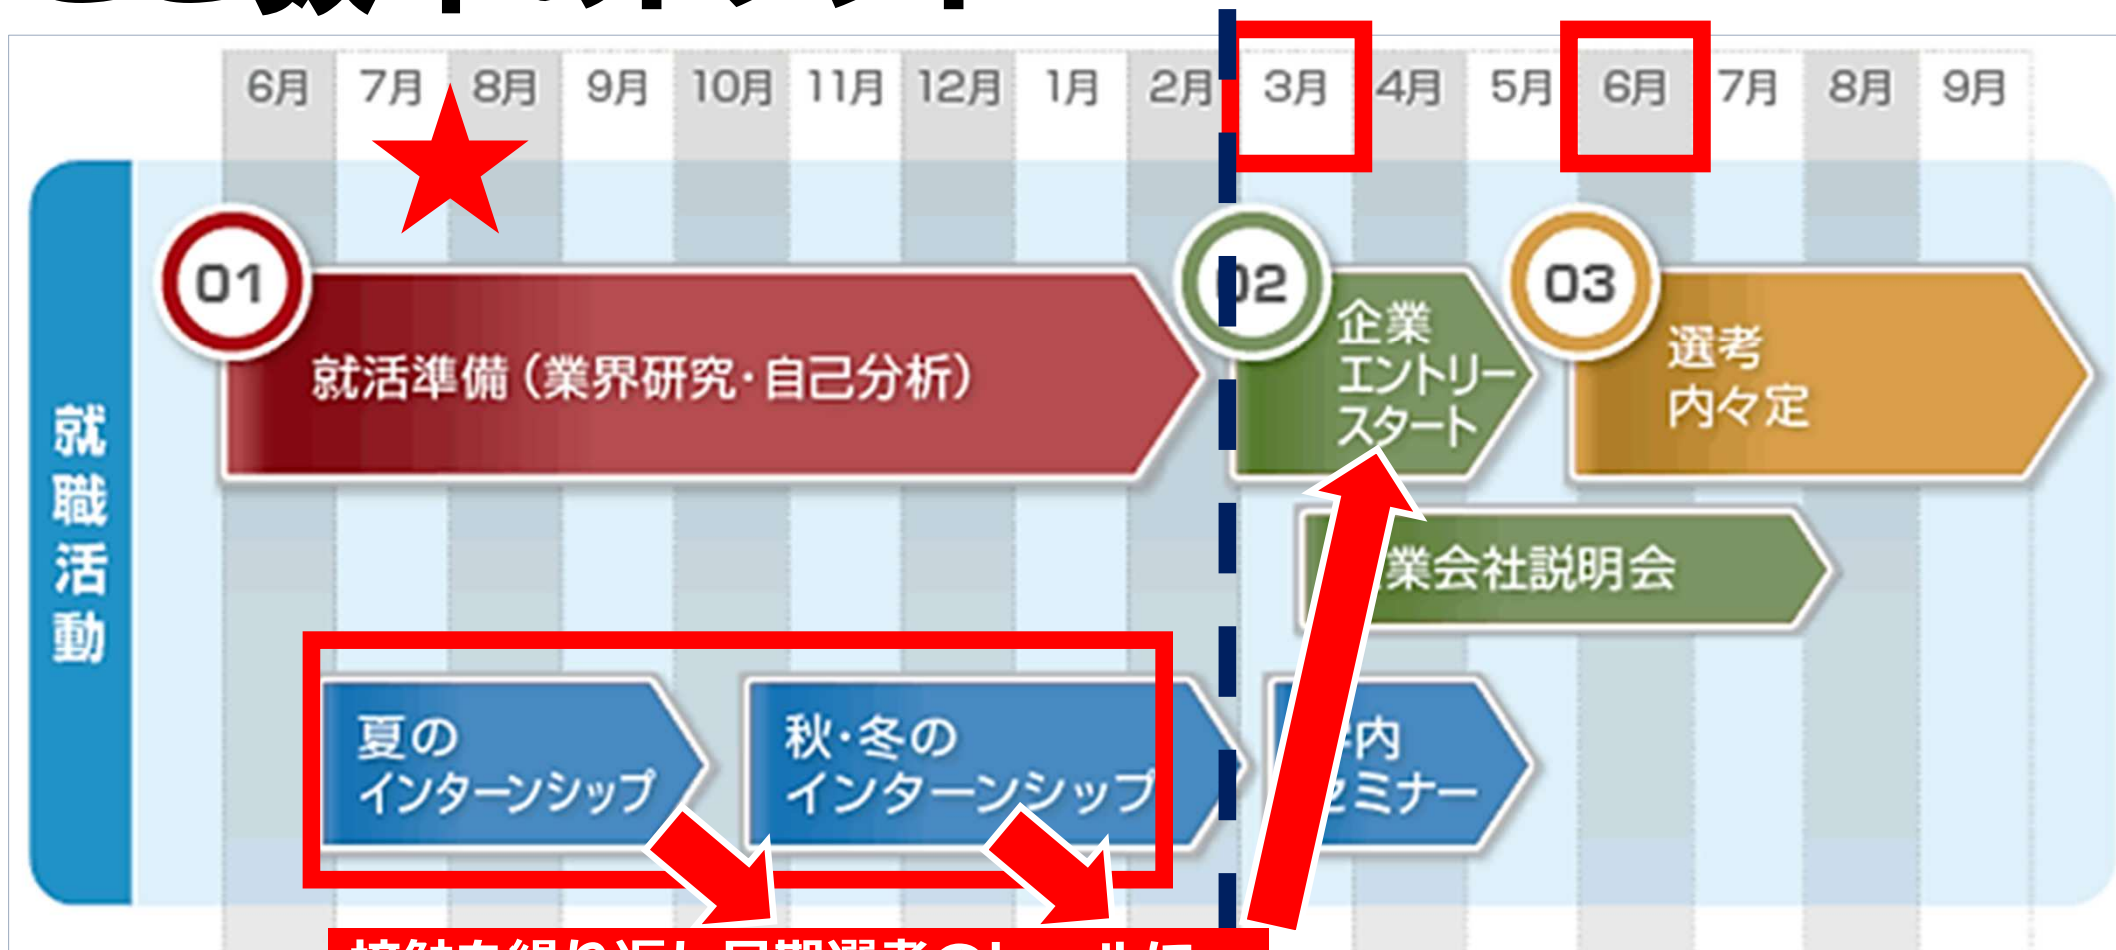 6月 7月 8月 9月 10月 11月 12月 1月 2月 3月 4月 5月 6月 7月 8月 9月
就職活動
01
就活準備（業界研究・自己分析）
02
企業
エントリー
スタート
03
選考
内々定
業会社説明会
夏の
インターンシップ
秋・冬の
インターンシップ
内
セミナー